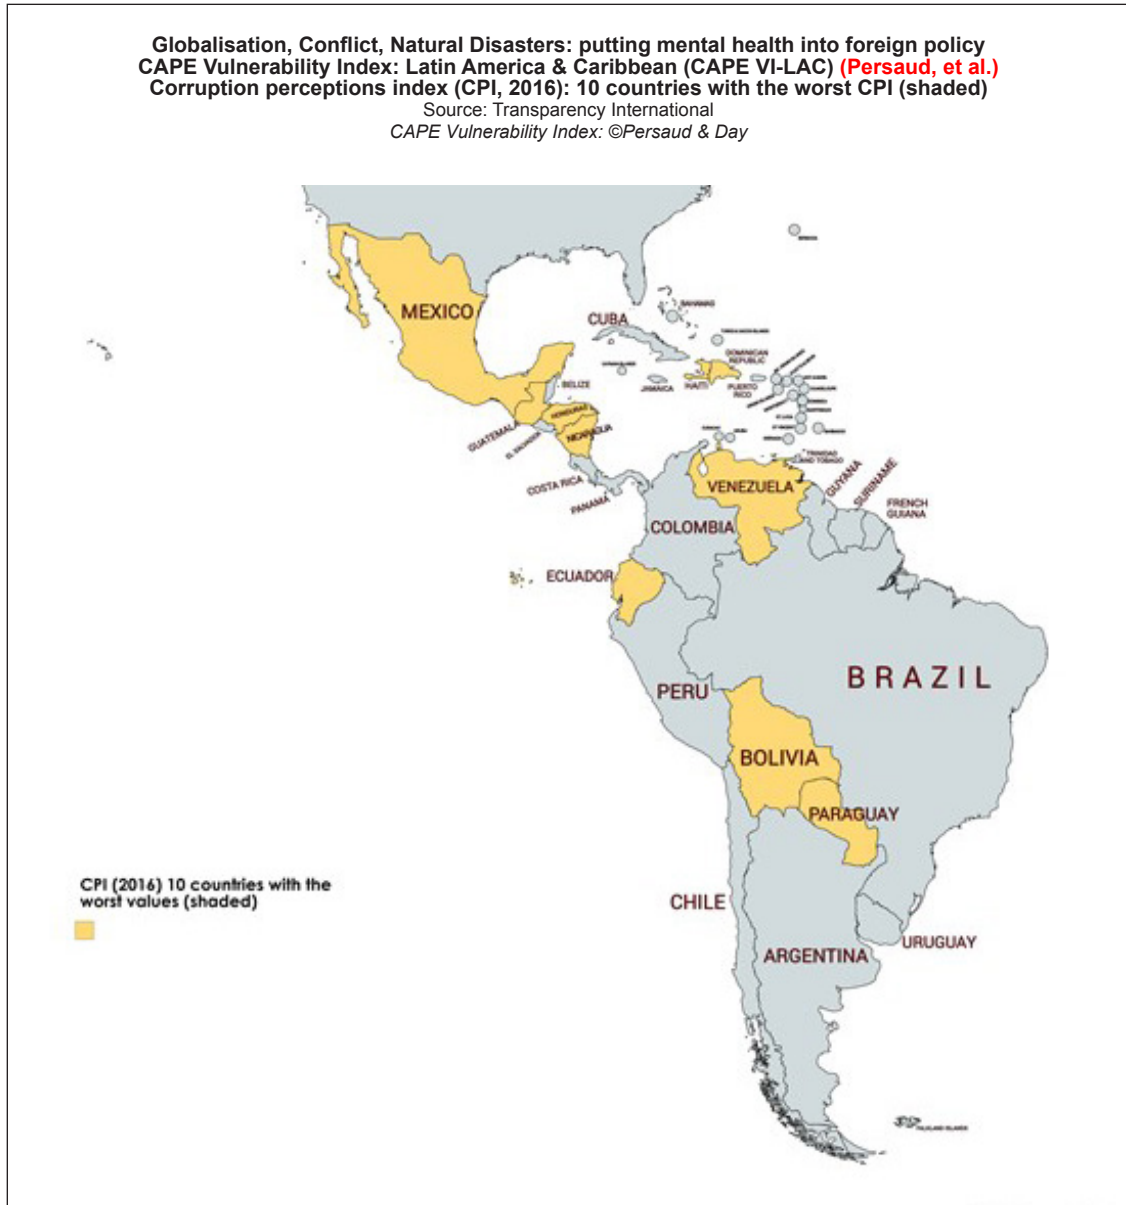 Globalisation, Conflict, Natural Disasters: putting mental health into foreign policy
CAPE Vulnerability Index: Latin America & Caribbean (CAPE VI-LAC) (Persaud, et al.)
Corruption perceptions index (CPI, 2016): 10 countries with the worst CPI (shaded)
Source: Transparency International
CAPE Vulnerability Index: ©Persaud & Day
MEXICO
BAHAMAS
CUBA
DOMINICAN
REPUBLIC
BELIZE
JAMAICA
HAITI
PUERTO
RICO
HONDURAS
GUATEMALA
NICARAGUA
EL SALVADOR
TRINIDAD
AND TOBAGO
COSTA RICA
PANAMA
VENEZUELA
GUYANA
SURINAME
FRENCH
GUIANA
COLOMBIA
ECUADOR
BRAZIL
PERU
BOLIVIA
PARAGUAY
CPI (2016) 10 countries with the
worst values (shaded)
CHILE
URUGUAY
ARGENTINA
FALKLAND ISLANDS